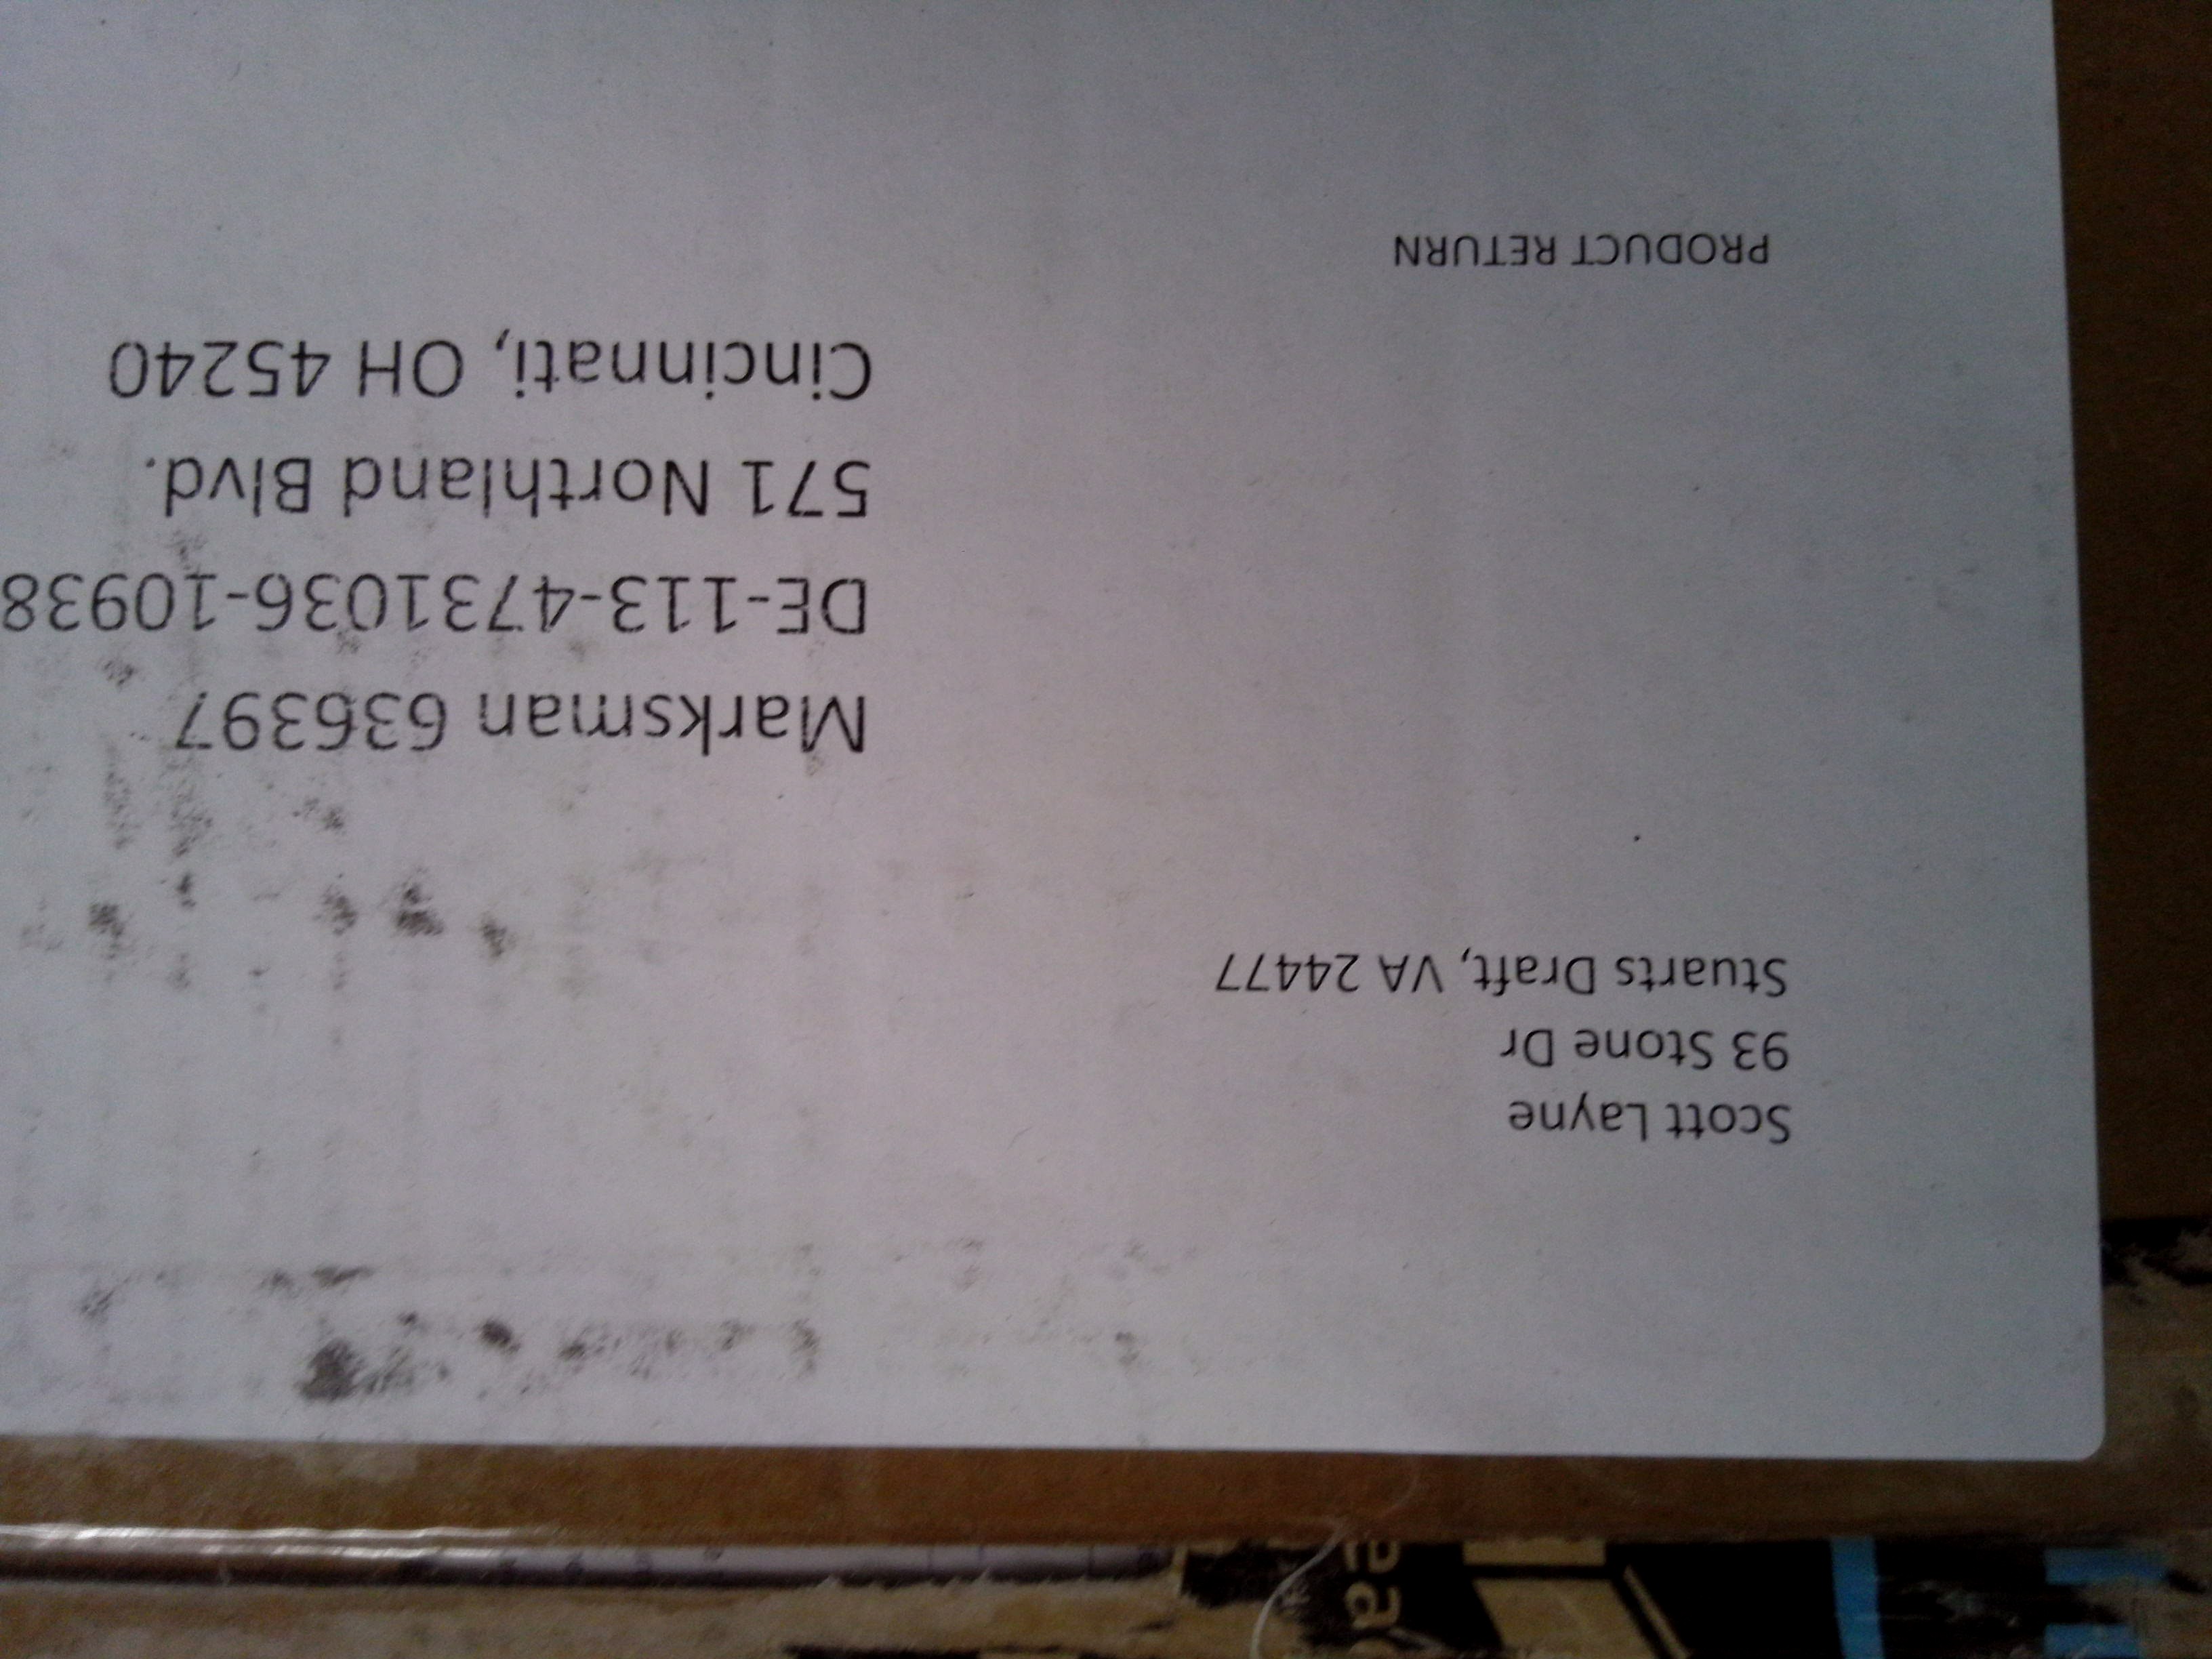 Scott Layne
93 Stone Dr
Stuarts Draft, VA 24477
Marksman 636397
DE-113-4731036-10938
571 Northland Blvd.
Cincinnati, OH 45240
PRODUCT RETURN